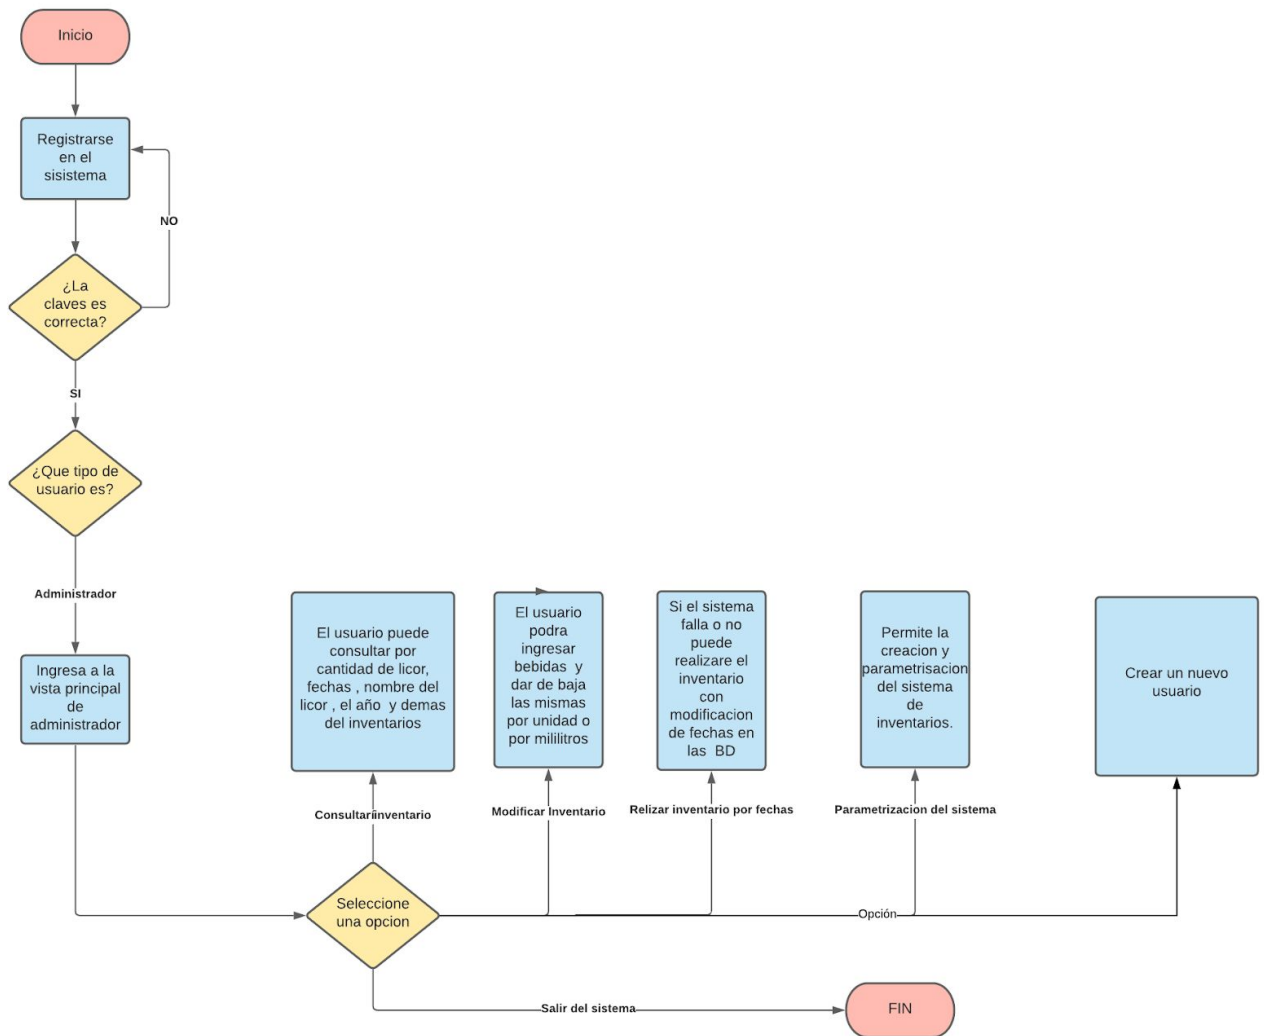 Inicio
Registrarse
en el
sisistema
NO
¿La
claves es
correcta?
SI
¿Que tipo de
usuario es?
Administrador
Ingresa a la
vista principal
de
administrador
El usuario puede
consultar por
cantidad de licor,
fechas , nombre del
licor , el año y demas
del inventarios
El usuario
podra
ingresar
bebidas y
dar de baja
las mismas
por unidad o
por mililitros
Si el sistema
falla o no
puede
realizare el
inventario
con
modificacion
de fechas en
las BD
Permite la
creacion y
parametrisacion
del sistema
de
inventarios.
Crear un nuevo
usuario
Consultar inventario
Modificar Inventario
Relizar inventario por fechas
Parametrizacion del sistema
Seleccione
una opcion
Opción
Salir del sistema
FIN